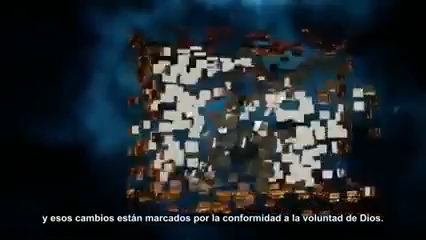 y esos cambios están marcados por la conformidad a la voluntad de Dios.